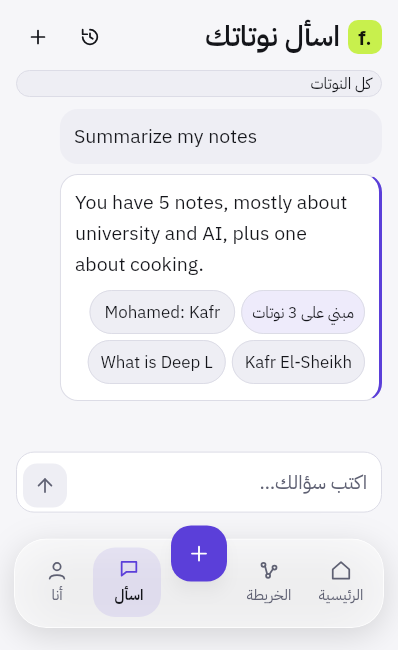 f.
اسأل نوتاتك
كل النوتات
Summarize my notes
You have 5 notes, mostly about
university and AI, plus one
about cooking.
مبني على 3 نوتات
Mohamed: Kafr
Kafr El-Sheikh
What is Deep L
اكتب سؤالك...
الرئيسية
الخريطة
اسأل
أنا